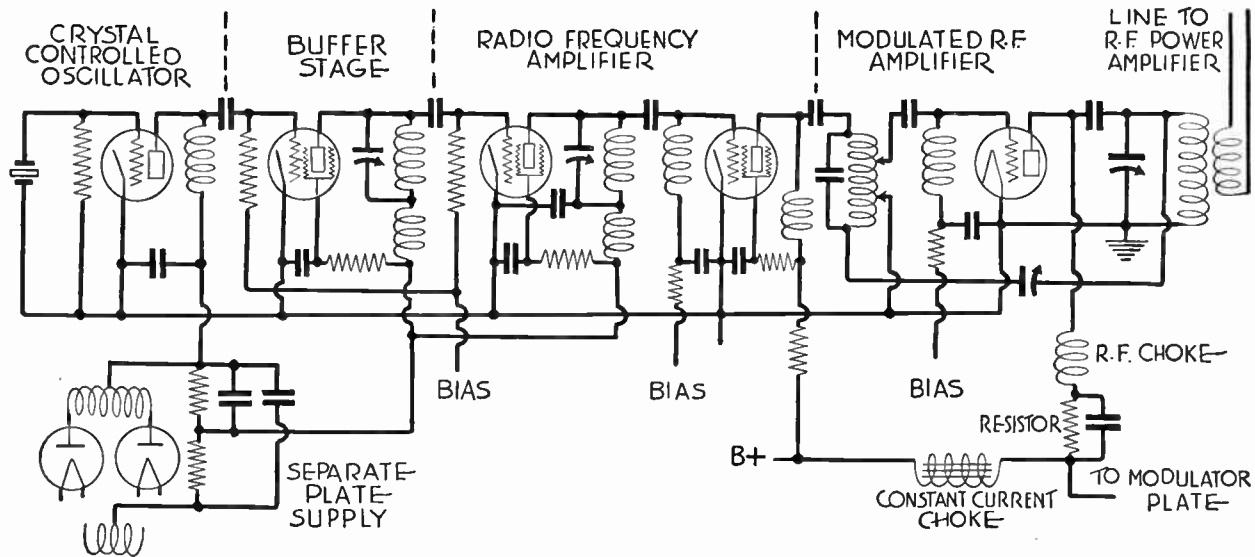 CRYSTAL
CONTROLLED
OSCILLATOR
BUFFER
STAGE
RADIO FREQUENCY
AMPLIFIER
MODULATED R.F.
AMPLIFIER
LINE TO
R.F. POWER
AMPLIFIER
BIAS
BIAS
BIAS
R.F. CHOKE
RESISTOR
B+
SEPARATE
PLATE
SUPPLY
CONSTANT CURRENT
CHOKE
TO MODULATOR
PLATE